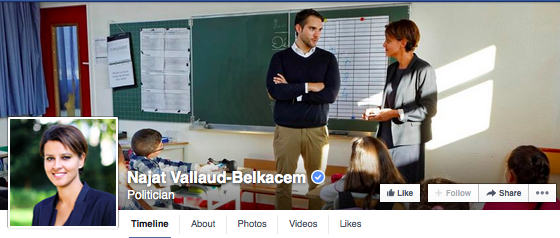 Najat Vallaud-Belkacem
Politician
Like
Follow
Share
Timeline
About
Photos
Videos
Likes